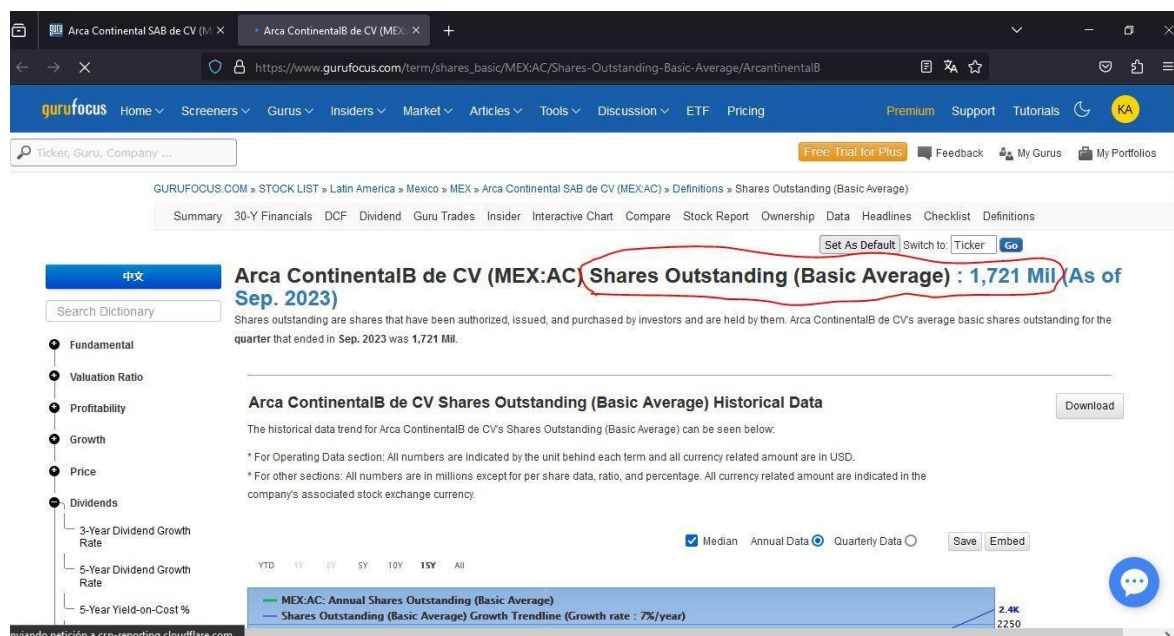 Arca Continental SAB de CV (M
Arca ContinentalB de CV (MEX:
https://www.gurufocus.com/term/shares_basic/MEX:AC/Shares-Outstanding-Basic-Average/ArcantinentalB
gurufocus Home Screeners Gurus Insiders Market Articles Tools Discussion ETF Pricing Premium Support Tutorials KA
Ticker, Guru, Company ... Free Trial for Plus Feedback My Gurus My Portfolios
GURUFOCUS.COM » STOCK LIST » Latin America » Mexico » MEX » Arca Continental SAB de CV (MEX:AC) » Definitions » Shares Outstanding (Basic Average)
Summary 30-Y Financials DCF Dividend Guru Trades Insider Interactive Chart Compare Stock Report Ownership Data Headlines Checklist Definitions
Set As Default Switch to: Ticker Go
中文
Search Dictionary
Fundamental
Valuation Ratio
Profitability
Growth
Price
Dividends
3-Year Dividend Growth
Rate
5-Year Dividend Growth
Rate
5-Year Yield-on-Cost %
Arca ContinentalB de CV (MEX:AC) Shares Outstanding (Basic Average) : 1,721 Mil (As of
Sep. 2023)
Shares outstanding are shares that have been authorized, issued, and purchased by investors and are held by them. Arca ContinentalB de CV's average basic shares outstanding for the
quarter that ended in Sep. 2023 was 1,721 Mil.
Arca ContinentalB de CV Shares Outstanding (Basic Average) Historical Data
Download
The historical data trend for Arca ContinentalB de CV's Shares Outstanding (Basic Average) can be seen below:
* For Operating Data section: All numbers are indicated by the unit behind each term and all currency related amount are in USD.
* For other sections: All numbers are in millions except for per share data, ratio, and percentage. All currency related amount are indicated in the
company's associated stock exchange currency.
Median Annual Data Quarterly Data Save Embed
YTD 1Y 3Y 5Y 10Y 15Y All
MEX:AC: Annual Shares Outstanding (Basic Average)
Shares Outstanding (Basic Average) Growth Trendline (Growth rate : 7%/year)
2.4K
2250